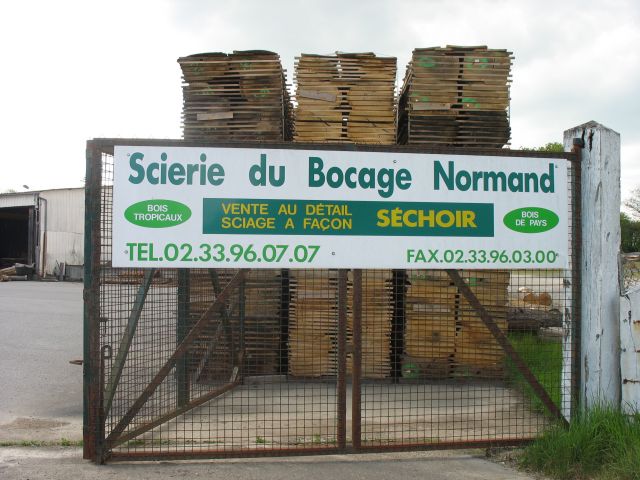 Scierie du Bocage Normand
BOIS
TROPICAUX
VENTE AU DÉTAIL
SCIAGE A FAÇON
SÉCHOIR
BOIS
DE PAYS
TEL.02.33.96.07.07
FAX.02.33.96.03.00